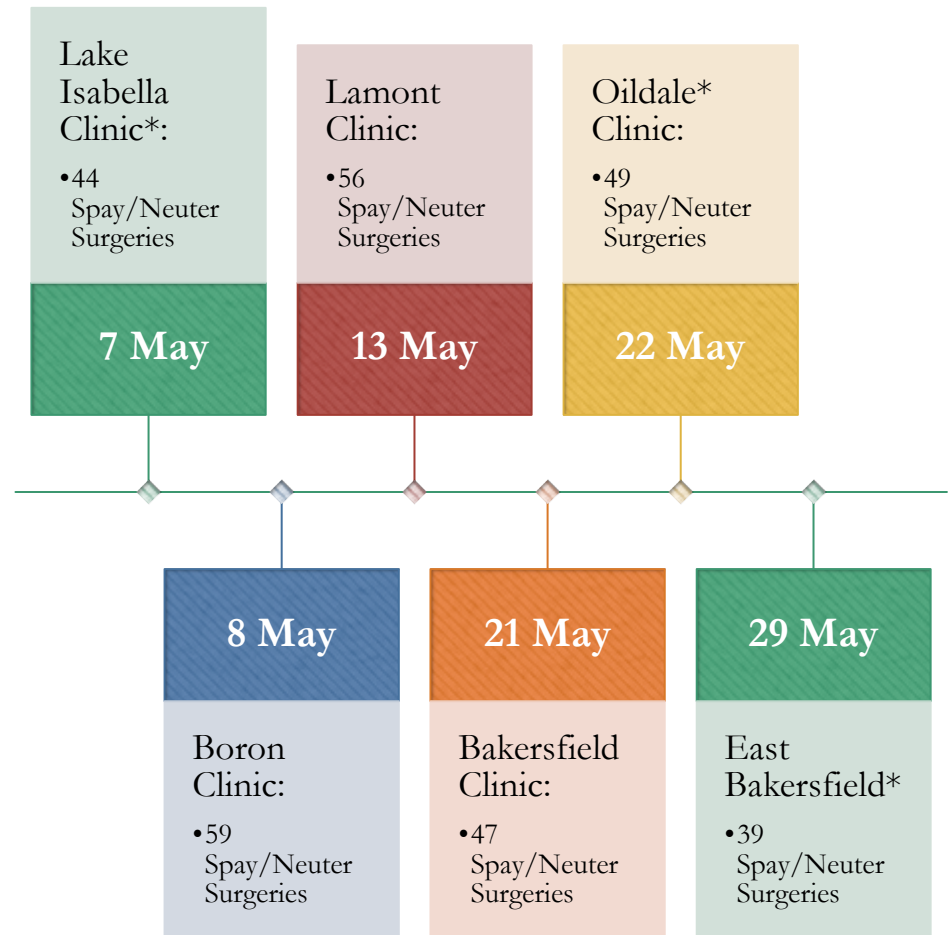 Lake
Isabella
Clinic*:
•44
Spay/Neuter
Surgeries
7 May
8 May
Boron
Clinic:
•59
Spay/Neuter
Surgeries
Lamont
Clinic:
•56
Spay/Neuter
Surgeries
13 May
21 May
Bakersfield
Clinic:
•47
Spay/Neuter
Surgeries
Oildale*
Clinic:
•49
Spay/Neuter
Surgeries
22 May
29 May
East
Bakersfield*
•39
Spay/Neuter
Surgeries